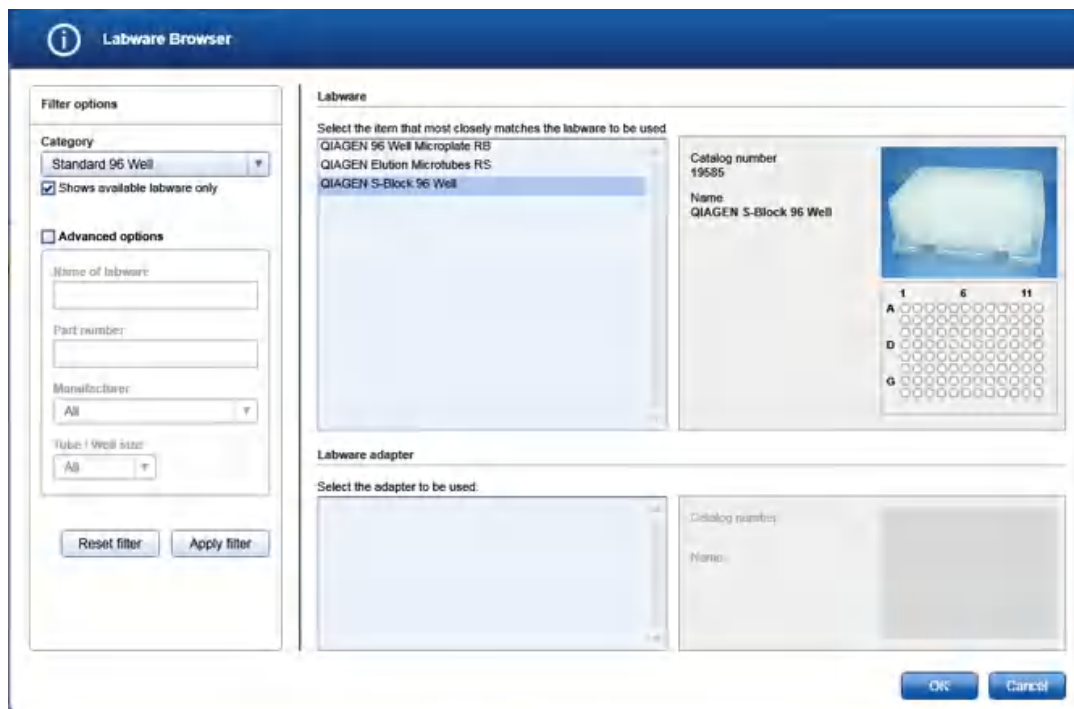 Labware Browser
Filter options
Category
Standard 96 Well
Shows available labware only
Advanced options
Name of labware
Part number
Manufacturer
All
Tube / Well size
All
Reset filter
Apply filter
Labware
Select the item that most closely matches the labware to be used
QIAGEN 96 Well Microplate RB
QIAGEN Elution Microtubes RS
QIAGEN S-Block 96 Well
Catalog number
19585
Name
QIAGEN S-Block 96 Well
1 6 11
A
D
G
Labware adapter
Select the adapter to be used:
Catalog number
Name
OK
Cancel